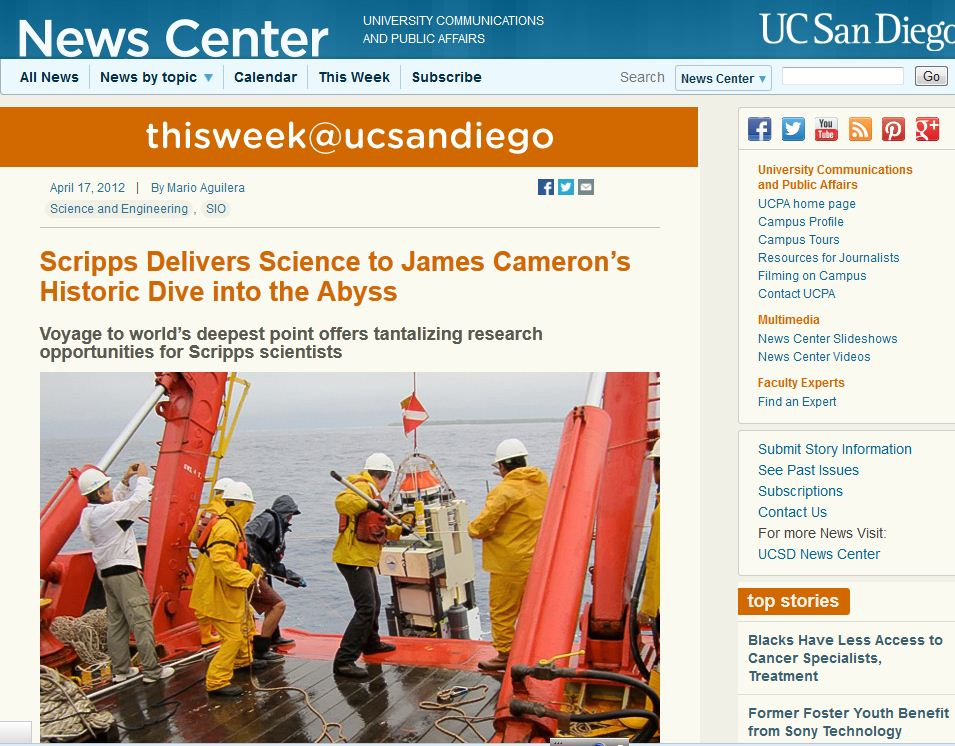 News Center
UNIVERSITY COMMUNICATIONS
AND PUBLIC AFFAIRS
UC San Diego
All News
News by topic
Calendar
This Week
Subscribe
Search
News Center
Go
thisweek@ucsandiego
April 17, 2012 | By Mario Aguilera
Science and Engineering , SIO
Scripps Delivers Science to James Cameron’s
Historic Dive into the Abyss
Voyage to world’s deepest point offers tantalizing research
opportunities for Scripps scientists
You
Tube
University Communications
and Public Affairs
UCPA home page
Campus Profile
Campus Tours
Resources for Journalists
Filming on Campus
Contact UCPA
Multimedia
News Center Slideshows
News Center Videos
Faculty Experts
Find an Expert
Submit Story Information
See Past Issues
Subscriptions
Contact Us
For more News Visit:
UCSD News Center
top stories
Blacks Have Less Access to
Cancer Specialists,
Treatment
Former Foster Youth Benefit
from Sony Technology